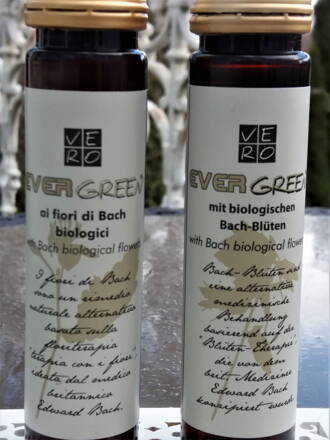 VE
RO
EVER GREEN
ai fiori di Bach
biologici
with Bach biological flowers
I fiori di Bach
sono un rimedio
naturale alternativo
basato sulla
floriterapia
"terapia con i fiori"
ideata dal medico
britannico
Edward Bach.
VE
RO
EVER GREEN
mit biologischen
Bach-Blüten
with Bach biological flowers
Bach-Blüten sind
eine alternative
medizinische
Behandlung
basierend auf der
"Blüten-Therapie"
die von dem
brit. Mediziner
Edward Bach
konzipiert wurde.